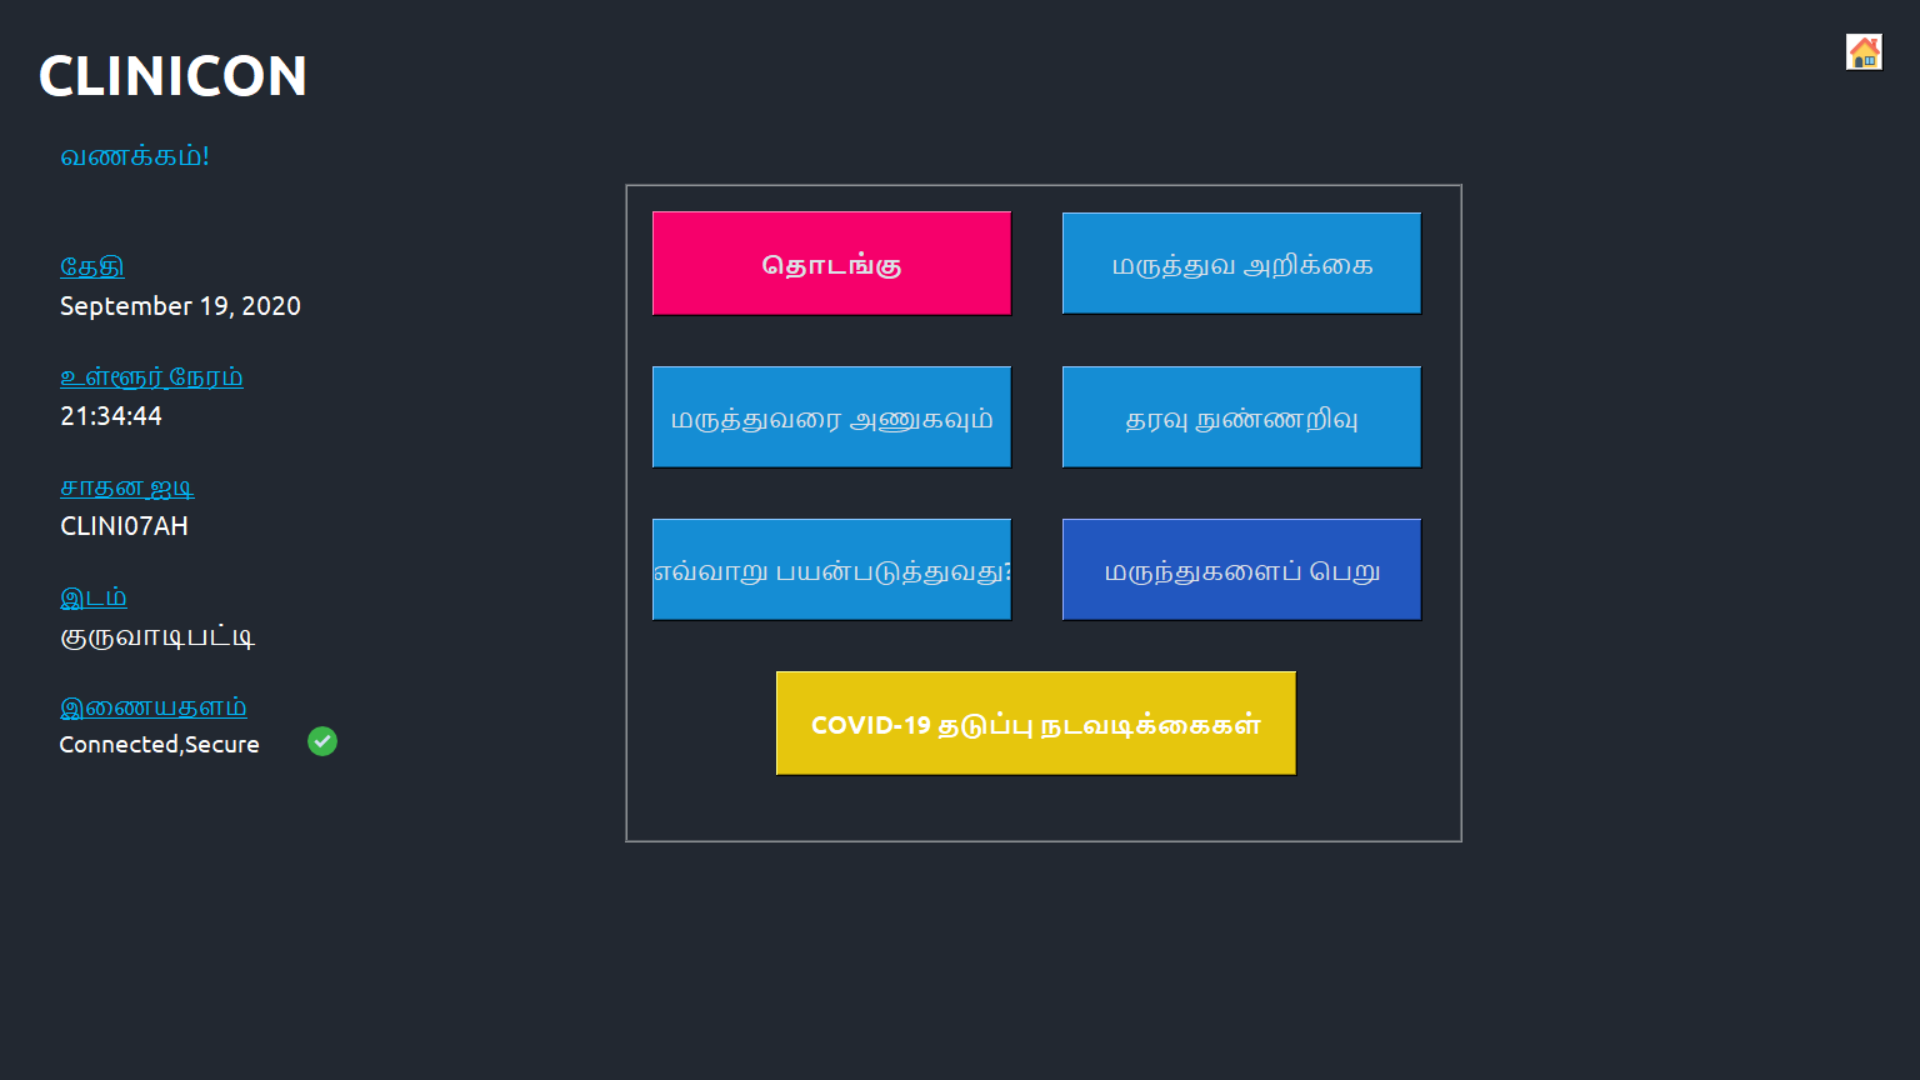 CLINICON
வணக்கம்!
தேதி
September 19, 2020
உள்ளூர் நேரம்
21:34:44
சாதன ஐடி
CLINI07AH
இடம்
குருவாடிபட்டி
இணையதளம்
Connected,Secure
தொடங்கு
மருத்துவ அறிக்கை
மருத்துவரை அணுகவும்
தரவு நுண்ணறிவு
எவ்வாறு பயன்படுத்துவது?
மருந்துகளைப் பெறு
COVID-19 தடுப்பு நடவடிக்கைகள்